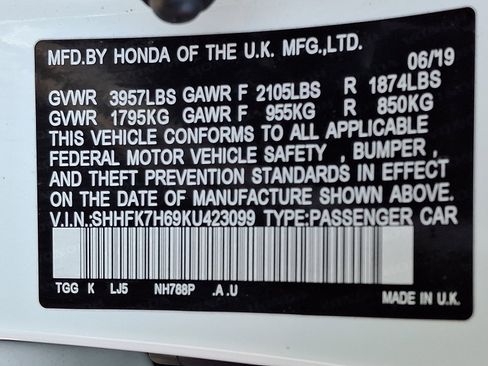 MFD.BY HONDA OF THE U.K. MFG.,LTD.
06/19
GVWR 3957LBS GAWR F 2105LBS R 1874LBS
GVWR 1795KG GAWR F 955KG R 850KG
THIS VEHICLE CONFORMS TO ALL APPLICABLE
FEDERAL MOTOR VEHICLE SAFETY , BUMPER ,
AND THEFT PREVENTION STANDARDS IN EFFECT
ON THE DATE OF MANUFACTURE SHOWN ABOVE.
V.I.N.:SHHFK7H69KU423099 TYPE:PASSENGER CAR
TGG K LJ5 NH788P .A .U
MADE IN U.K.